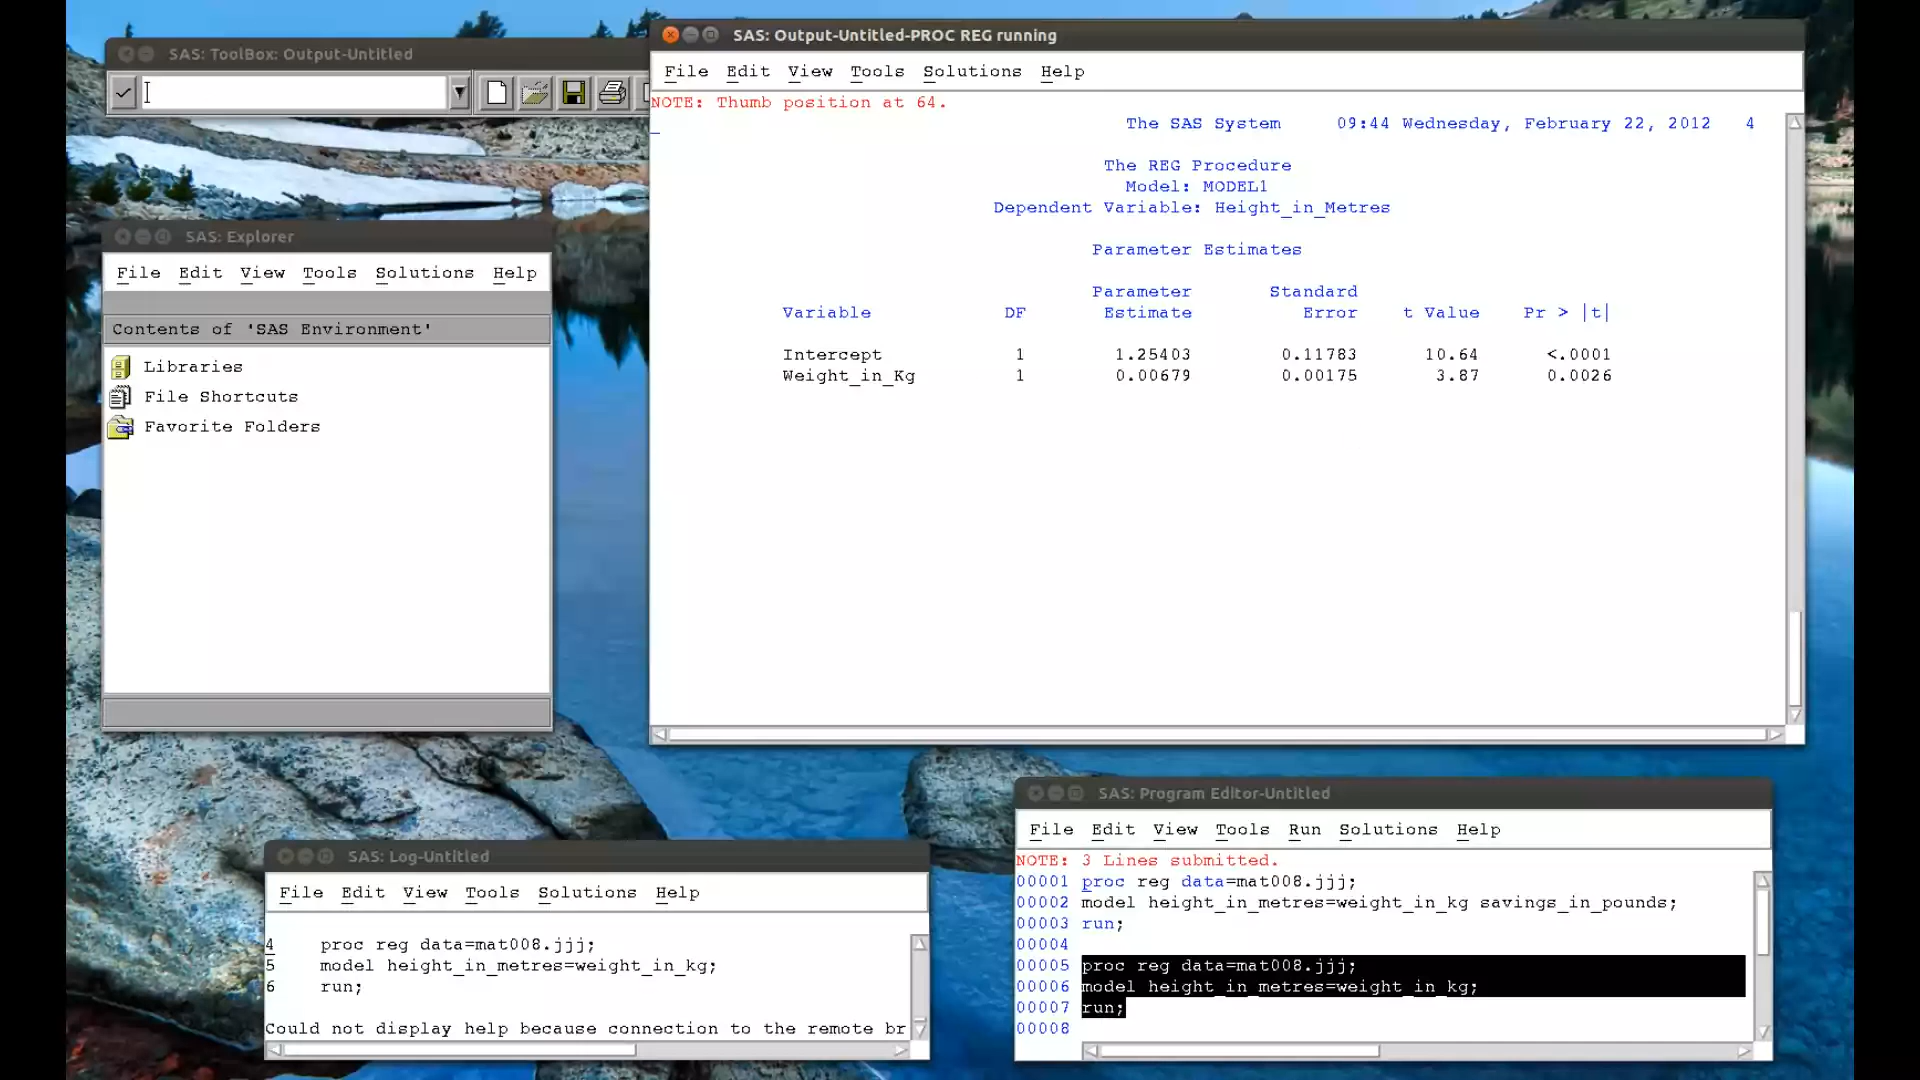 SAS: ToolBox: Output-Untitled
SAS: Output-Untitled-PROC REG running
File Edit View Tools Solutions Help
NOTE: Thumb position at 64.
The SAS System 09:44 Wednesday, February 22, 2012 4
The REG Procedure
Model: MODEL1
Dependent Variable: Height_in_Metres
Parameter Estimates
Parameter Standard
Variable DF Estimate Error t Value Pr > |t|
Intercept 1 1.25403 0.11783 10.64 <.0001
Weight_in_Kg 1 0.00679 0.00175 3.87 0.0026
SAS: Explorer
File Edit View Tools Solutions Help
Contents of 'SAS Environment'
Libraries
File Shortcuts
Favorite Folders
SAS: Log-Untitled
File Edit View Tools Solutions Help
4 proc reg data=mat008.jjj;
5 model height_in_metres=weight_in_kg;
6 run;
Could not display help because connection to the remote br
SAS: Program Editor-Untitled
File Edit View Tools Run Solutions Help
NOTE: 3 Lines submitted.
00001 proc reg data=mat008.jjj;
00002 model height_in_metres=weight_in_kg savings_in_pounds;
00003 run;
00004
00005 proc reg data=mat008.jjj;
00006 model height_in_metres=weight_in_kg;
00007 run;
00008